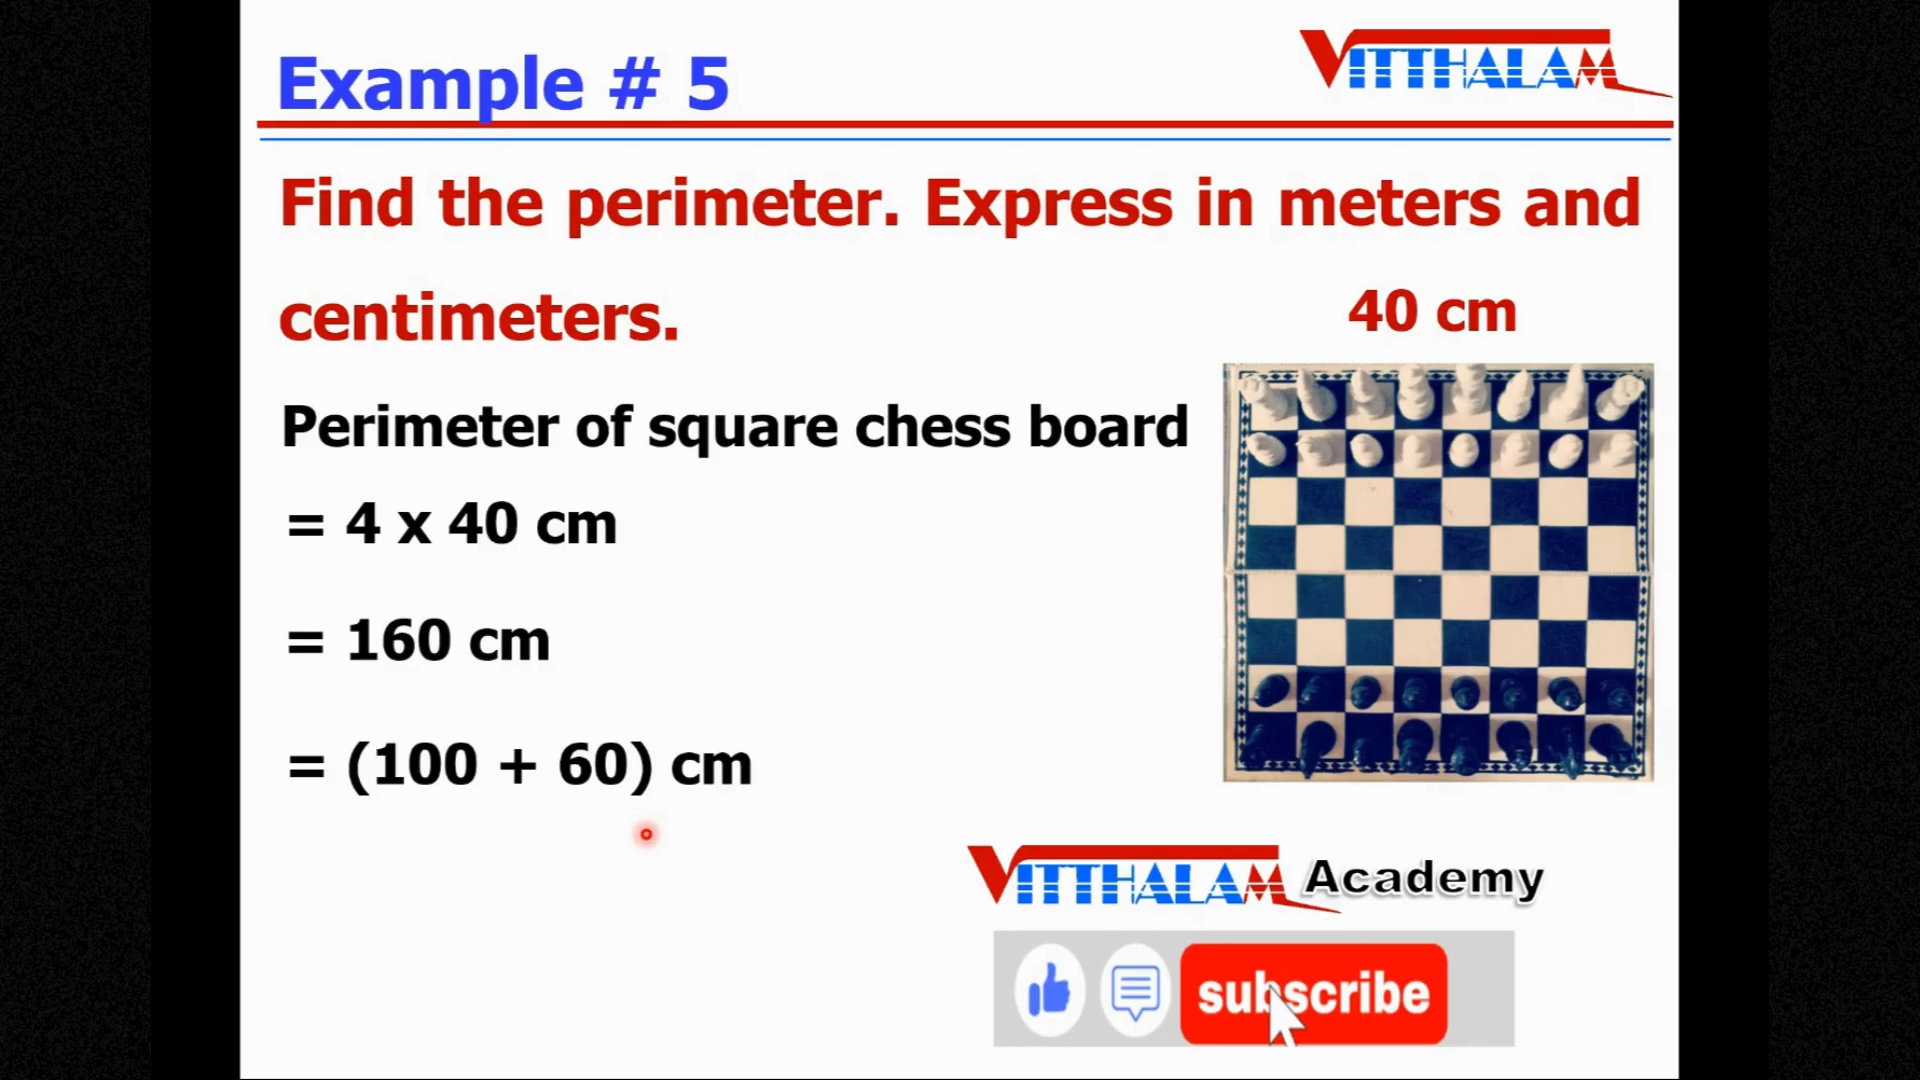 Example # 5
VITTHALAM
Find the perimeter. Express in meters and
centimeters.
40 cm
Perimeter of square chess board
= 4 x 40 cm
= 160 cm
= (100 + 60) cm
VITTHALAM Academy
subscribe